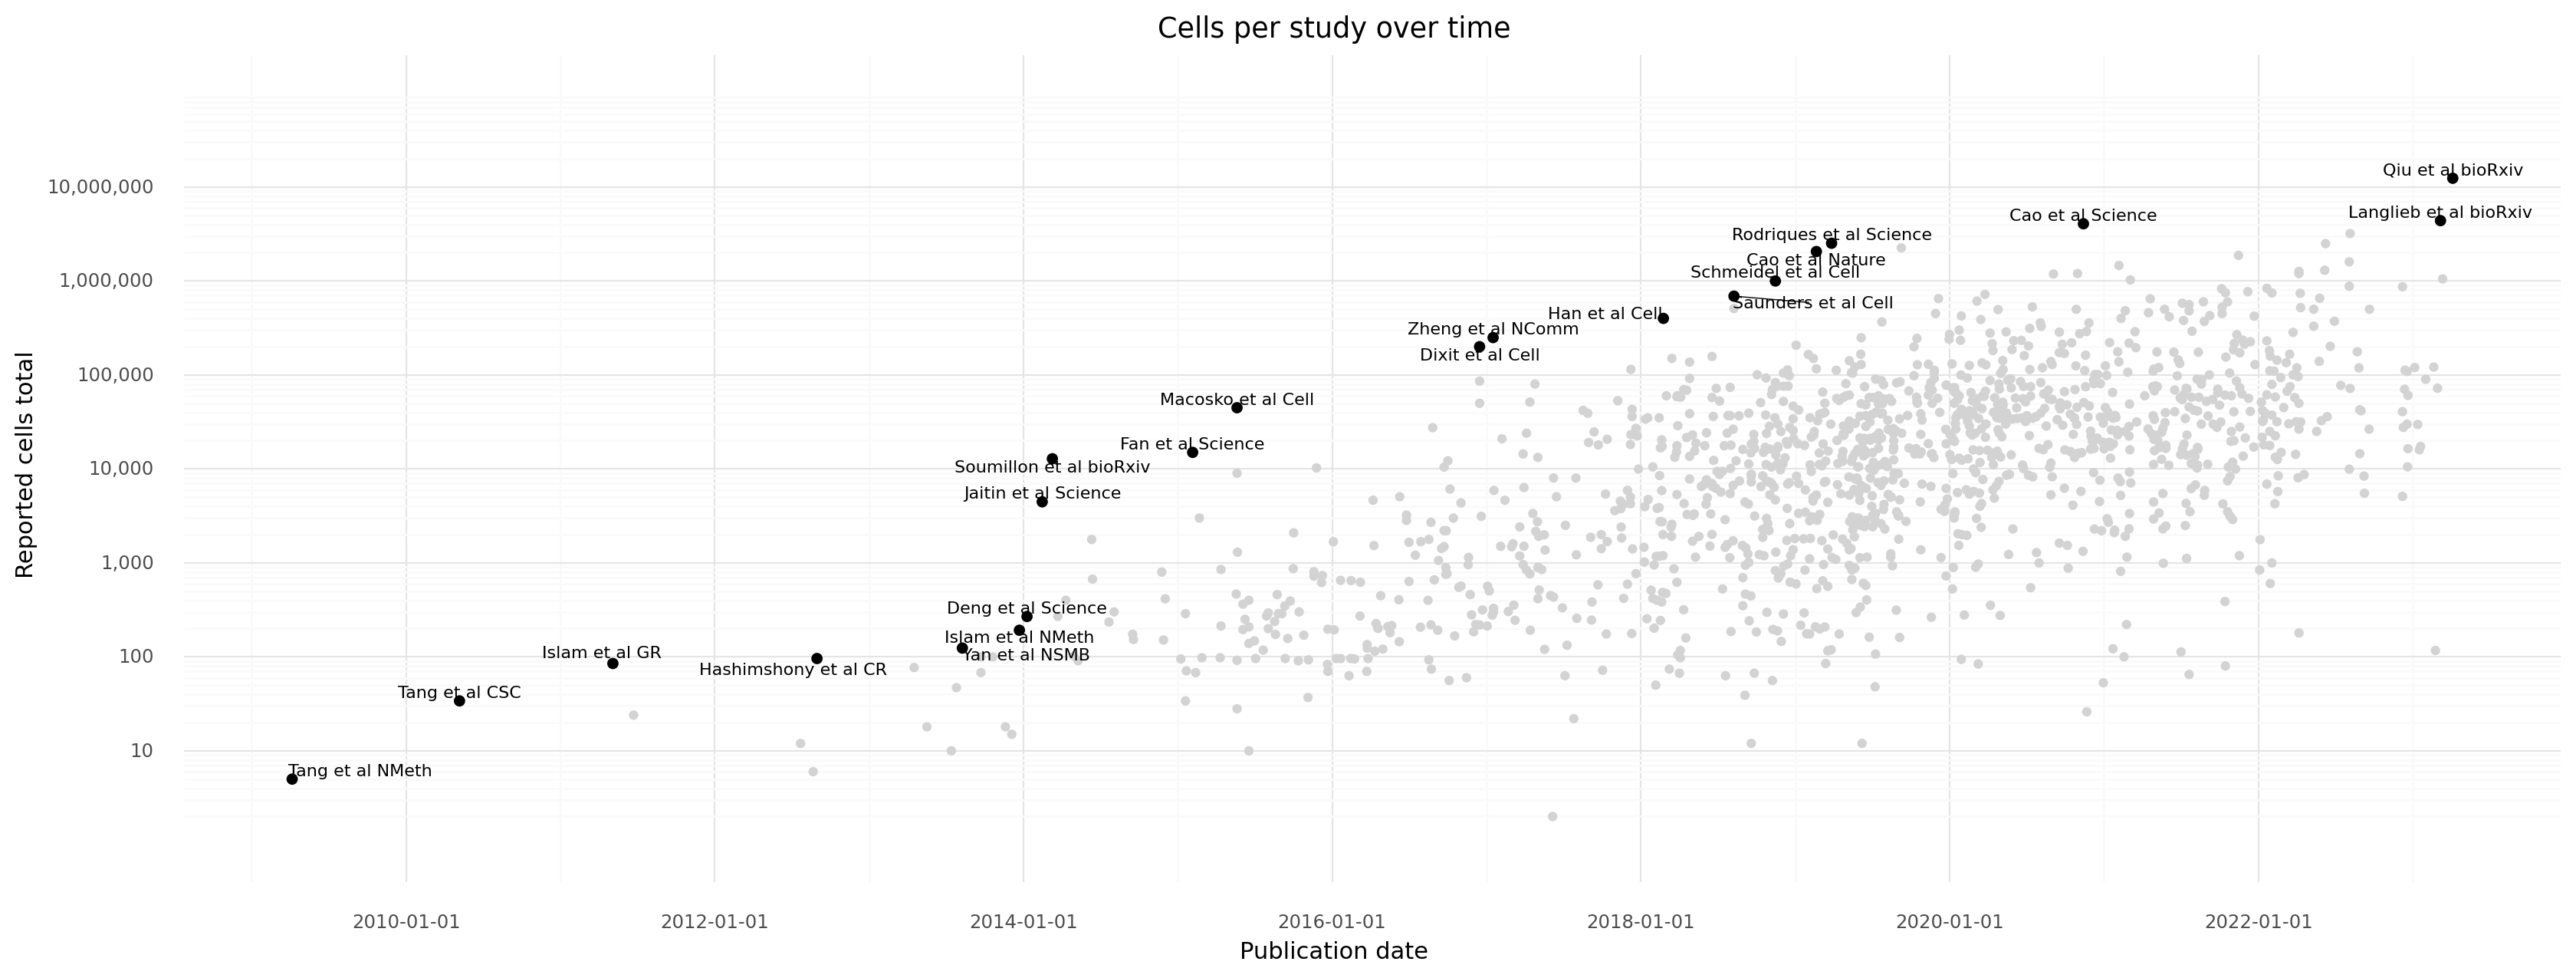 Cells per study over time
Reported cells total
10,000,000
1,000,000
100,000
10,000
1,000
100
10
Qiu et al bioRxiv
Langlieb et al bioRxiv
Cao et al Science
Rodriques et al Science
Cao et al Nature
Schmeidel et al Cell
Saunders et al Cell
Han et al Cell
Zheng et al NComm
Dixit et al Cell
Macosko et al Cell
Fan et al Science
Soumillon et al bioRxiv
Jaitin et al Science
Deng et al Science
Islam et al NMeth
Yan et al NSMB
Islam et al GR
Hashimshony et al CR
Tang et al CSC
Tang et al NMeth
2010-01-01
2012-01-01
2014-01-01
2016-01-01
2018-01-01
2020-01-01
2022-01-01
Publication date